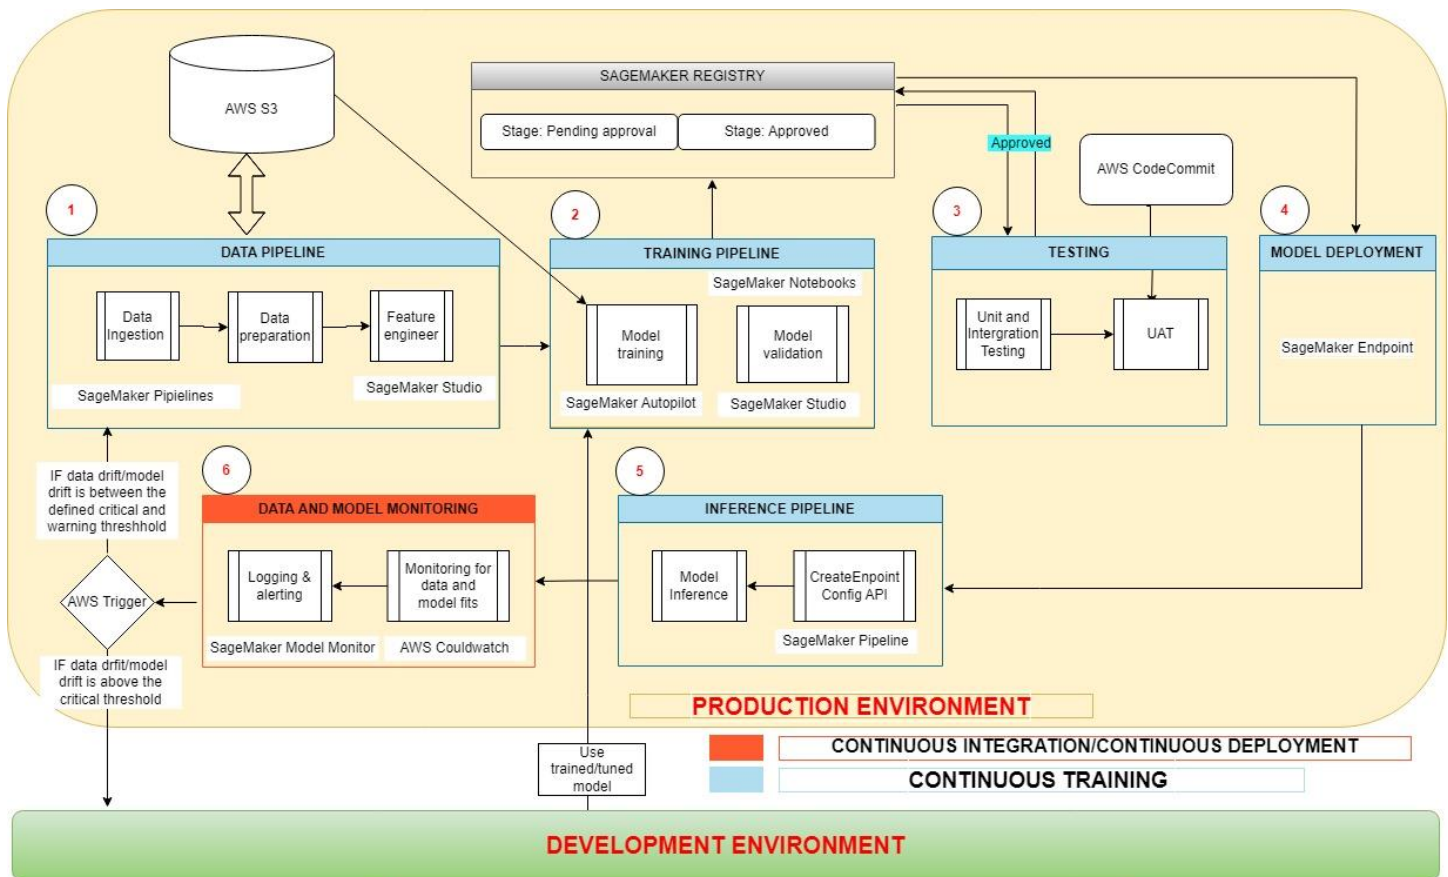 AWS S3
SAGEMAKER REGISTRY
Stage: Pending approval
Stage: Approved
Approved
AWS CodeCommit
1
2
3
4
DATA PIPELINE
Data
Ingestion
Data
preparation
Feature
engineer
SageMaker Pipielines
SageMaker Studio
TRAINING PIPELINE
SageMaker Notebooks
Model
training
Model
validation
SageMaker Autopilot
SageMaker Studio
TESTING
Unit and
Intergration
Testing
UAT
MODEL DEPLOYMENT
SageMaker Endpoint
IF data drift/model
drift is between the
defined critical and
warning threshhold
AWS Trigger
IF data drfit/model
drift is above the
critical threshold
6
DATA AND MODEL MONITORING
Logging &
alerting
Monitoring for
data and
model fits
SageMaker Model Monitor
AWS Couldwatch
5
INFERENCE PIPELINE
Model
Inference
CreateEnpoint
Config API
SageMaker Pipeline
PRODUCTION ENVIRONMENT
Use
trained/tuned
model
CONTINUOUS INTEGRATION/CONTINUOUS DEPLOYMENT
CONTINUOUS TRAINING
DEVELOPMENT ENVIRONMENT